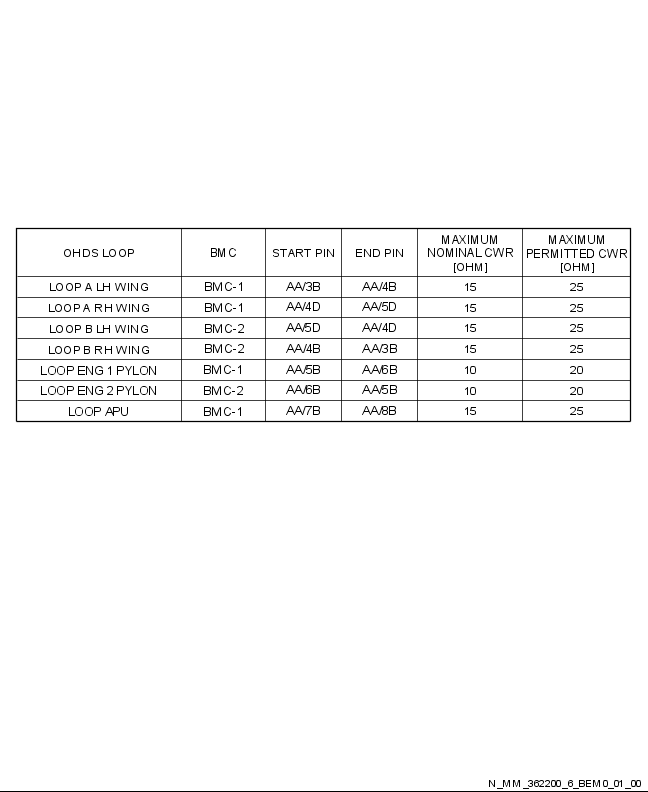 OHDS LOOP BMC START PIN END PIN MAXIMUM NOMINAL CWR [OHM] MAXIMUM PERMITTED CWR [OHM]
LOOP A LH WING BMC-1 AA/3B AA/4B 15 25
LOOP A RH WING BMC-1 AA/4D AA/5D 15 25
LOOP B LH WING BMC-2 AA/5D AA/4D 15 25
LOOP B RH WING BMC-2 AA/4B AA/3B 15 25
LOOP ENG 1 PYLON BMC-1 AA/5B AA/6B 10 20
LOOP ENG 2 PYLON BMC-2 AA/6B AA/5B 10 20
LOOP APU BMC-1 AA/7B AA/8B 15 25
N_MM_362200_6_BEM0_01_00